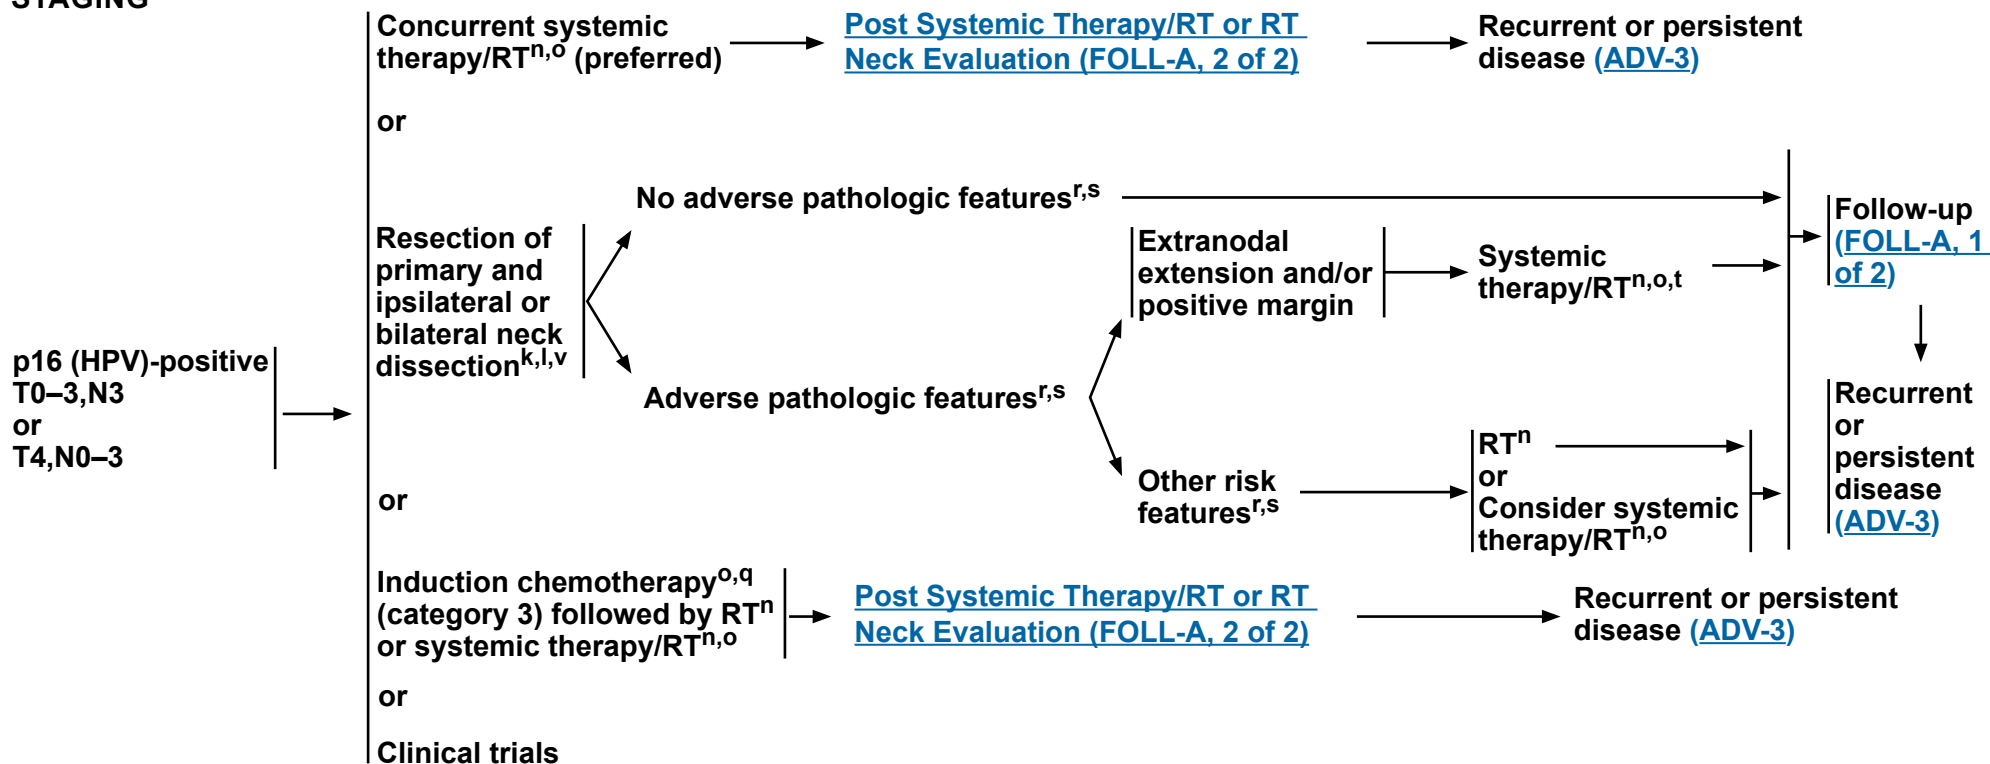 STAGING
Concurrent systemic
therapy/RTn,o (preferred)
Post Systemic Therapy/RT or RT
Neck Evaluation (FOLL-A, 2 of 2)
Recurrent or persistent
disease (ADV-3)
or
p16 (HPV)-positive
T0–3,N3
or
T4,N0–3
Resection of
primary and
ipsilateral or
bilateral neck
dissectionk,l,v
No adverse pathologic featuresr,s
Adverse pathologic featuresr,s
Extranodal
extension and/or
positive margin
Systemic
therapy/RTn,o,t
Other risk
featuresr,s
RTn
or
Consider systemic
therapy/RTn,o
Follow-up
(FOLL-A, 1
of 2)
Recurrent
or
persistent
disease
(ADV-3)
or
Induction chemotherapyo,q
(category 3) followed by RTn
or systemic therapy/RTn,o
Post Systemic Therapy/RT or RT
Neck Evaluation (FOLL-A, 2 of 2)
Recurrent or persistent
disease (ADV-3)
or
Clinical trials